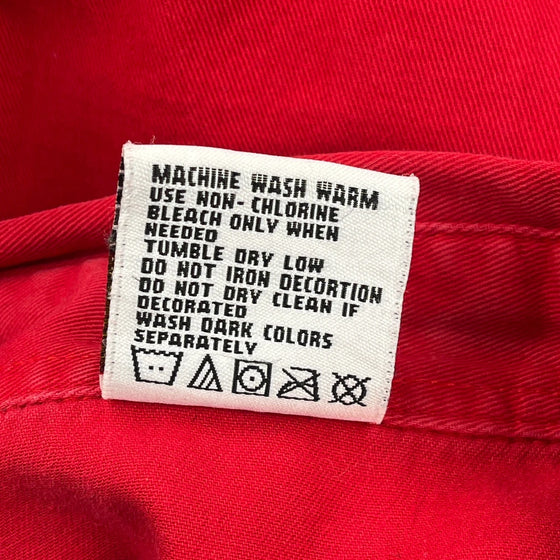 MACHINE WASH WARM
USE NON- CHLORINE
BLEACH ONLY WHEN
NEEDED
TUMBLE DRY LOW
DO NOT IRON DECORTION
DO NOT DRY CLEAN IF
DECORATED
WASH DARK COLORS
SEPARATELY